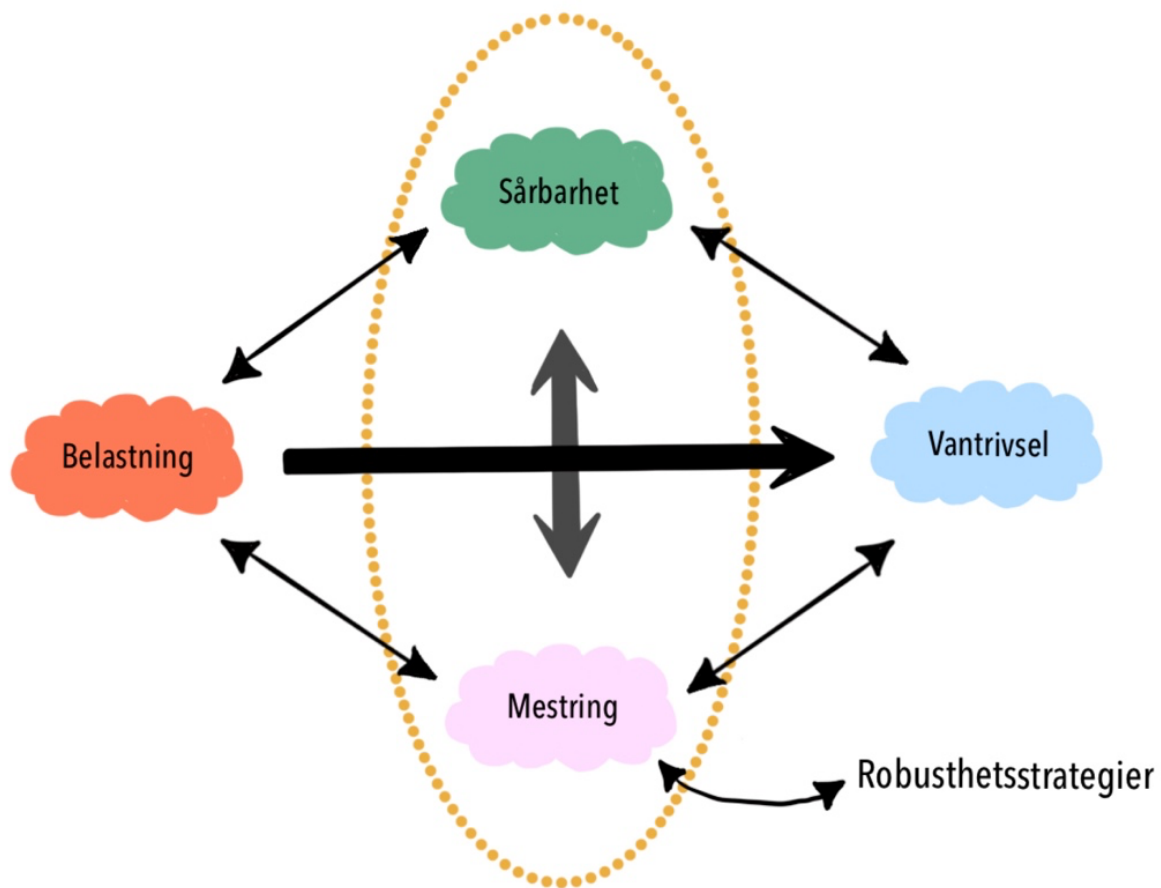 Sårbarhet
Belastning
Vantrivsel
Mestring
Robusthetsstrategier